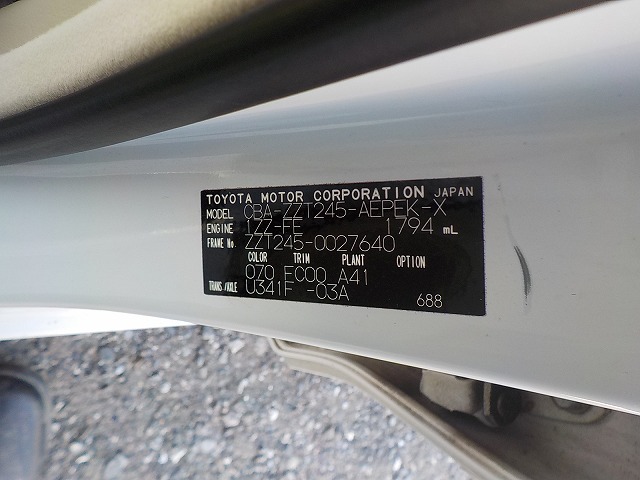 TOYOTA MOTOR CORPORATION JAPAN
MODEL CBA-ZZT245-AEPEK-X
ENGINE 1ZZ-FE 1794 mL
FRAME No. ZZT245-0027640
COLOR TRIM PLANT OPTION
070 FC00 A41
TRANS/AXLE U341F -03A
688